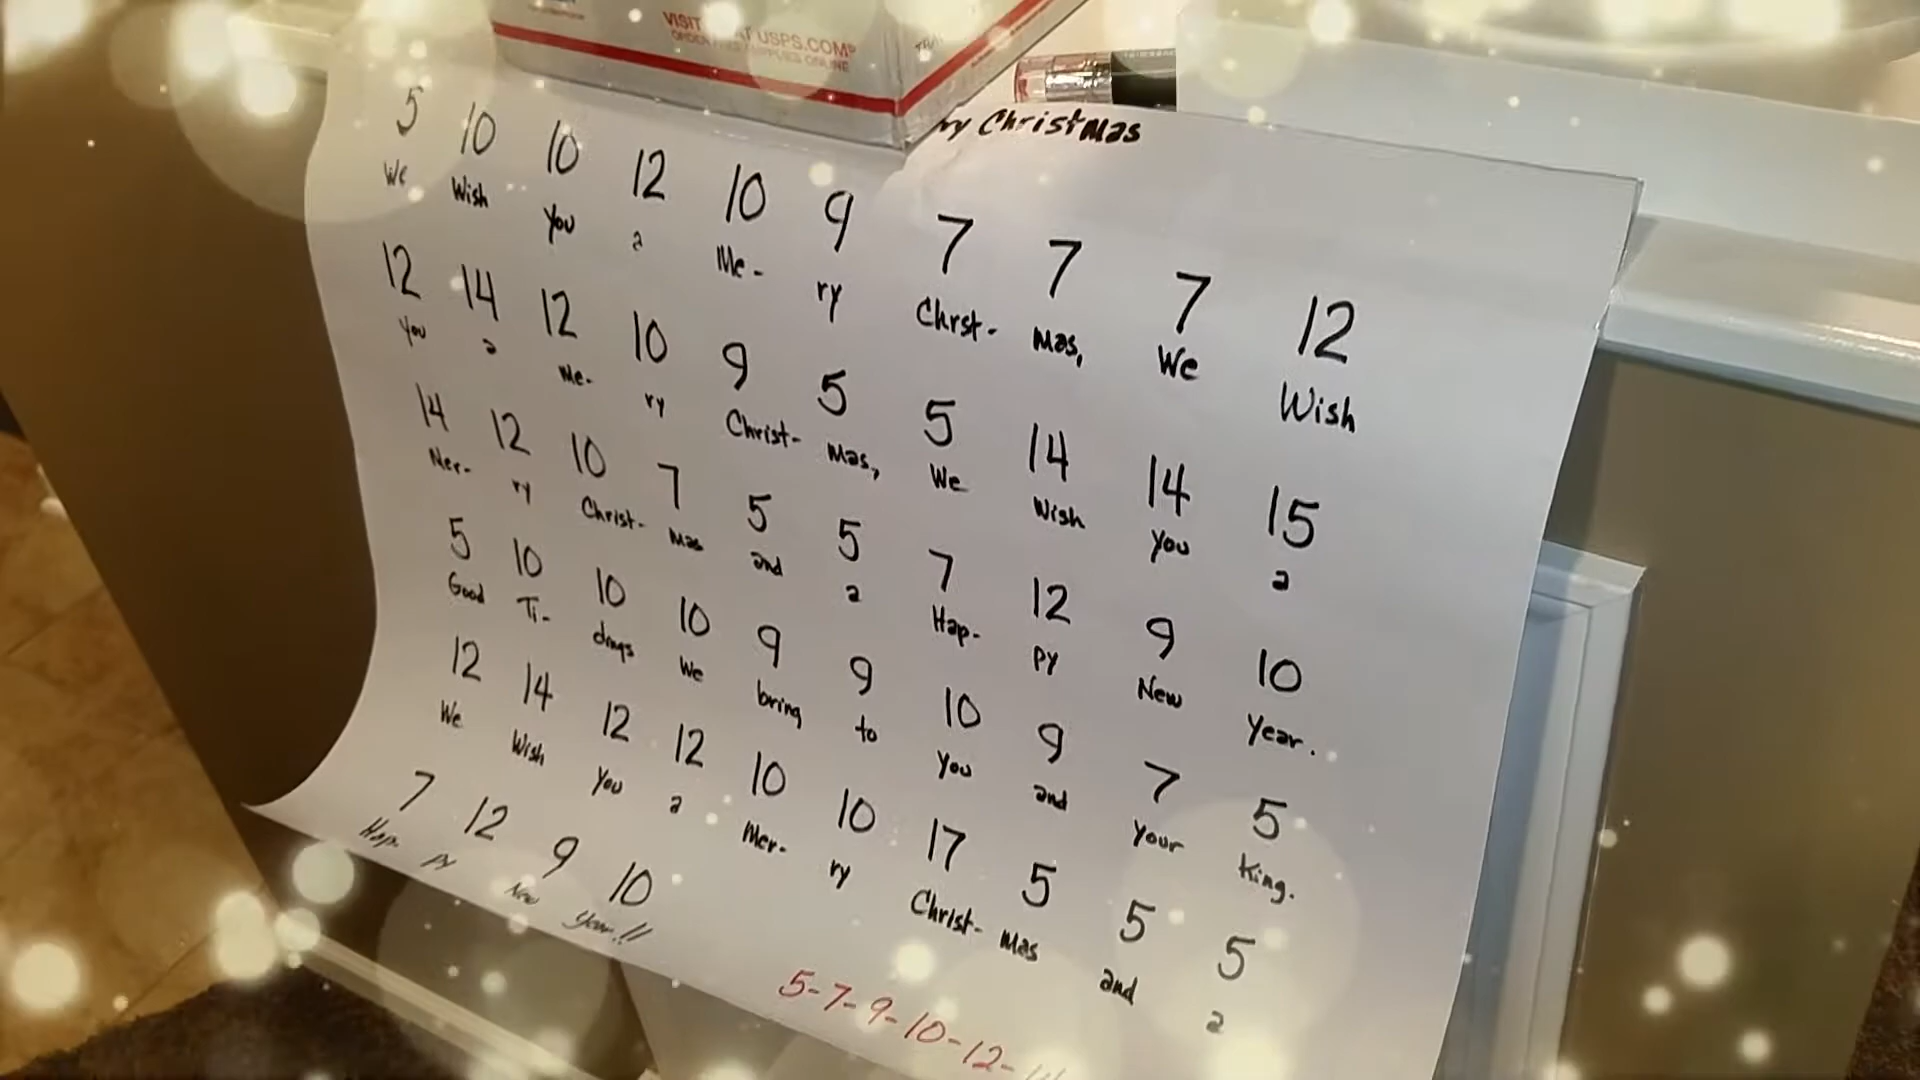 VISIT AT USPS.COM®
ORDER FREE SUPPLIES ONLINE
ry Christmas
5 10 10 12 10 9 7 7 7 12
We Wish You a Me- ry Chrst- mas, We Wish
12 14 12 10 9 5 5 14 14 15
You a Me- ry Christ- mas, We Wish You a
14 12 10 7 5 5 7 12 9 10
Mer- ry Christ- mas and a Hap- py New Year.
5 10 10 10 9 9 10 9 7 5
Good Ti- dings We bring to You and Your King.
12 14 12 12 10 10 17 5 5 5
We Wish You a Mer- ry Christ- mas and a
7 12 9 10
Hap- py New Year!!
5-7-9-10-12-